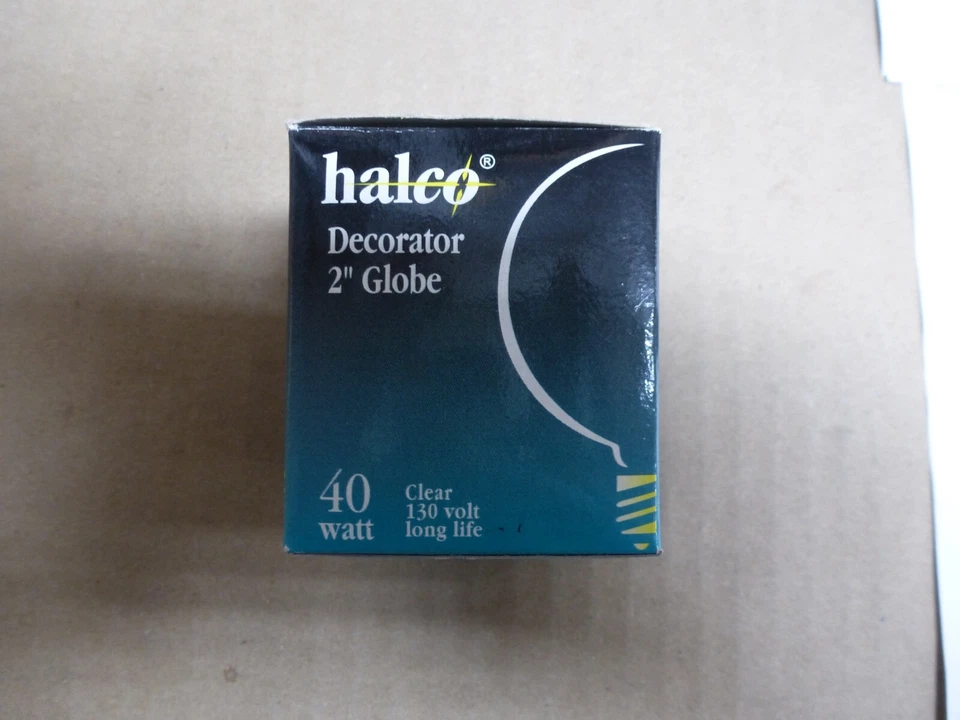 halco®
Decorator
2" Globe
40
watt
Clear
130 volt
long life